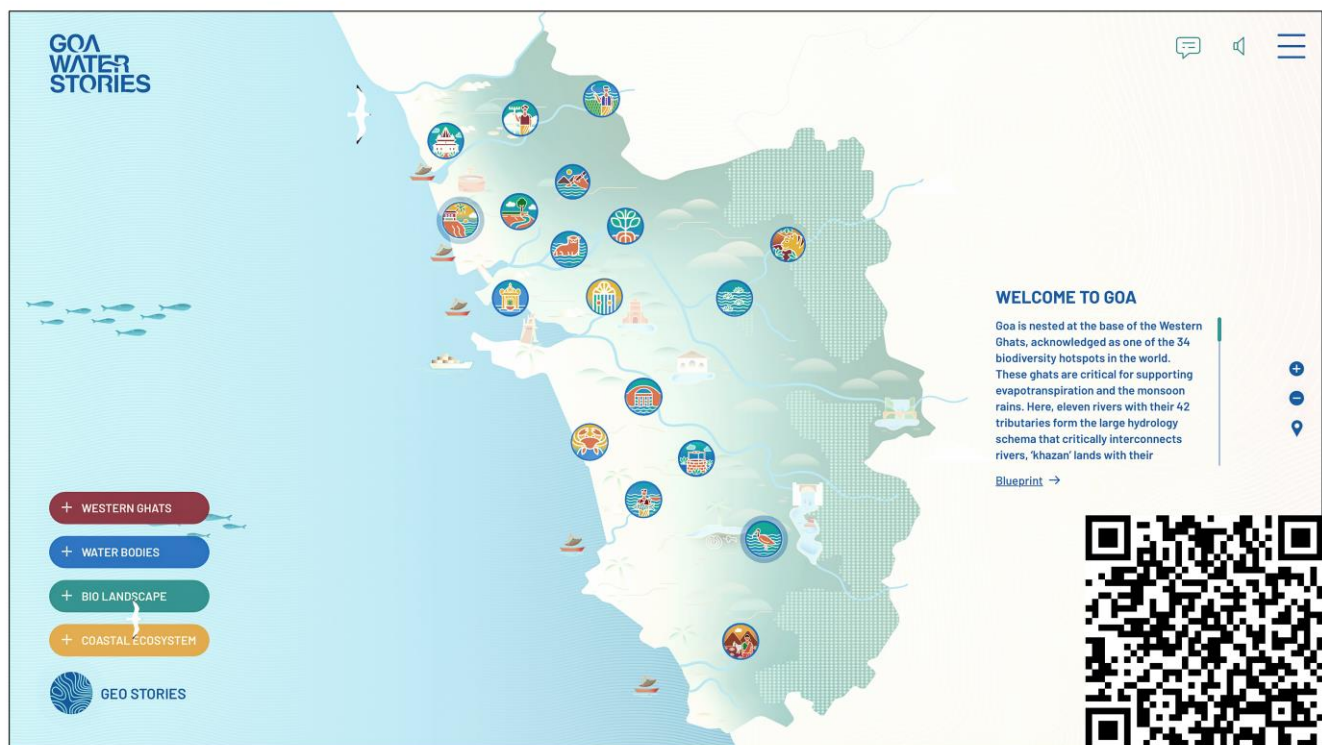 GOA
WATER
STORIES
WELCOME TO GOA
Goa is nested at the base of the Western
Ghats, acknowledged as one of the 34
biodiversity hotspots in the world.
These ghats are critical for supporting
evapotranspiration and the monsoon
rains. Here, eleven rivers with their 42
tributaries form the large hydrology
schema that critically interconnects
rivers, ‘khazan’ lands with their
Blueprint →
+ WESTERN GHATS
+ WATER BODIES
+ BIO LANDSCAPE
+ COASTAL ECOSYSTEM
GEO STORIES